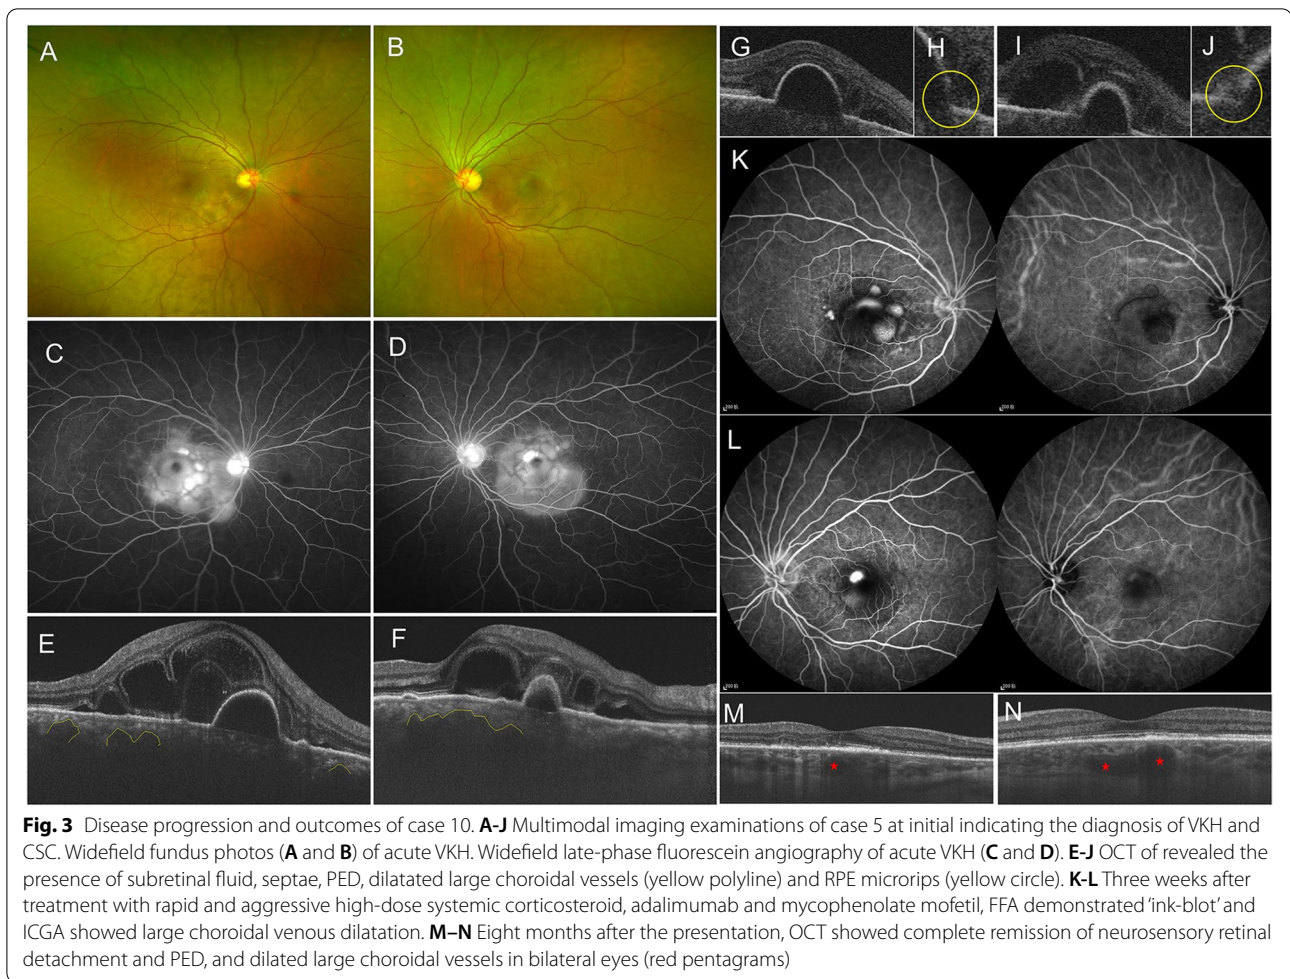 A
B
G
H
I
J
K
C
D
L
E
F
M
N
Fig. 3 Disease progression and outcomes of case 10. A-J Multimodal imaging examinations of case 5 at initial indicating the diagnosis of VKH and
CSC. Widefield fundus photos (A and B) of acute VKH. Widefield late-phase fluorescein angiography of acute VKH (C and D). E-J OCT of revealed the
presence of subretinal fluid, septae, PED, dilatated large choroidal vessels (yellow polyline) and RPE microrips (yellow circle). K-L Three weeks after
treatment with rapid and aggressive high-dose systemic corticosteroid, adalimumab and mycophenolate mofetil, FFA demonstrated ‘ink-blot’ and
ICGA showed large choroidal venous dilatation. M–N Eight months after the presentation, OCT showed complete remission of neurosensory retinal
detachment and PED, and dilated large choroidal vessels in bilateral eyes (red pentagrams)